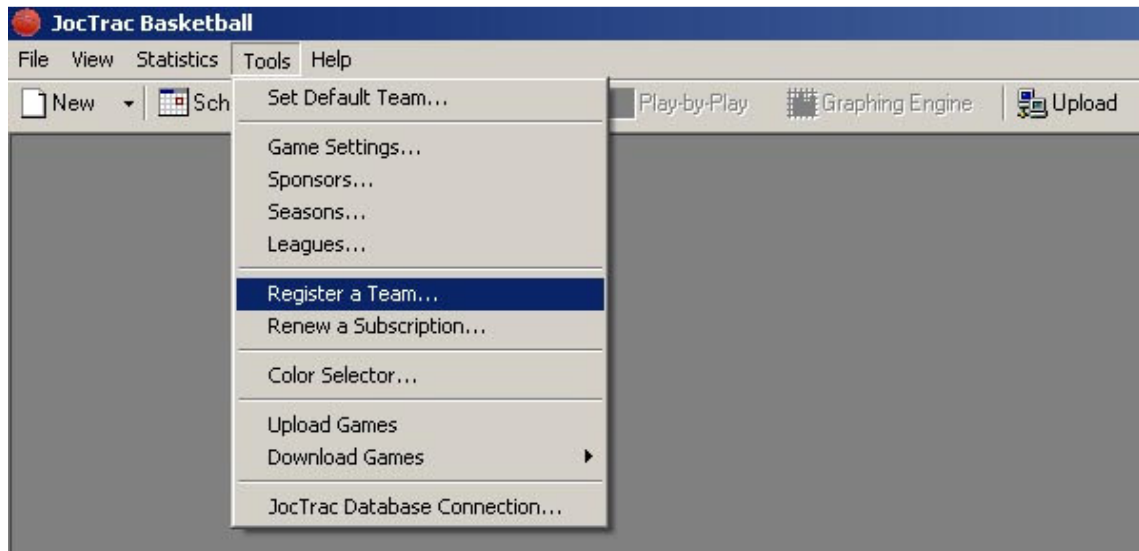 JocTrac Basketball
File View Statistics Tools Help
New Sch Play-by-Play Graphing Engine Upload
Set Default Team...
Game Settings...
Sponsors...
Seasons...
Leagues...
Register a Team...
Renew a Subscription...
Color Selector...
Upload Games
Download Games
JocTrac Database Connection...